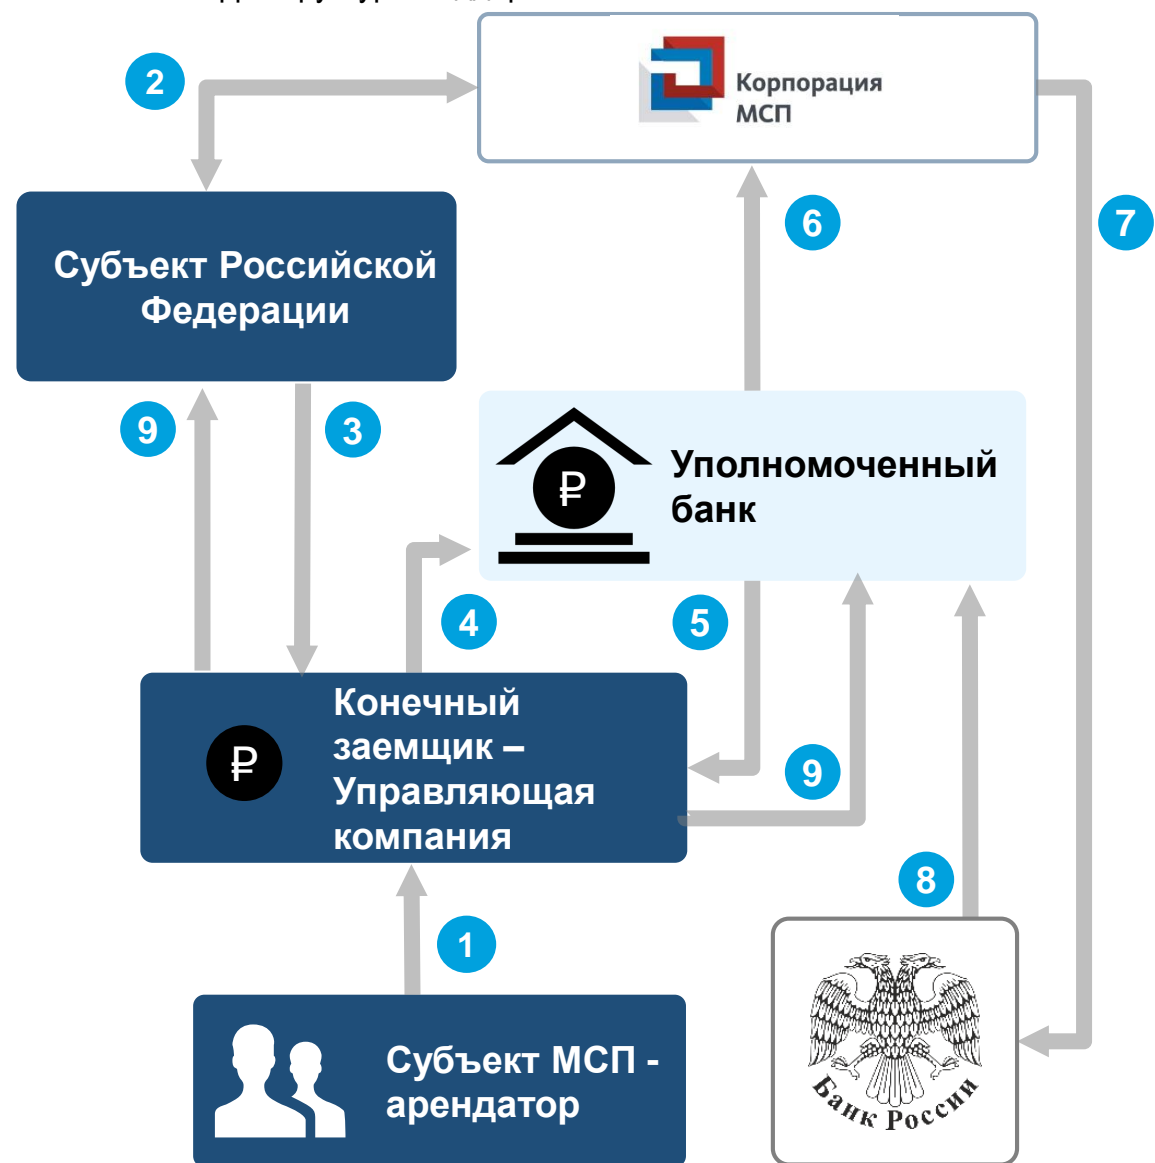 2
Корпорация
МСП
6
7
Субъект Российской
Федерации
9
3
Уполномоченный
банк
₽
4
5
Конечный
заемщик –
Управляющая
компания
₽
9
8
1
Субъект МСП -
арендатор
Банк России